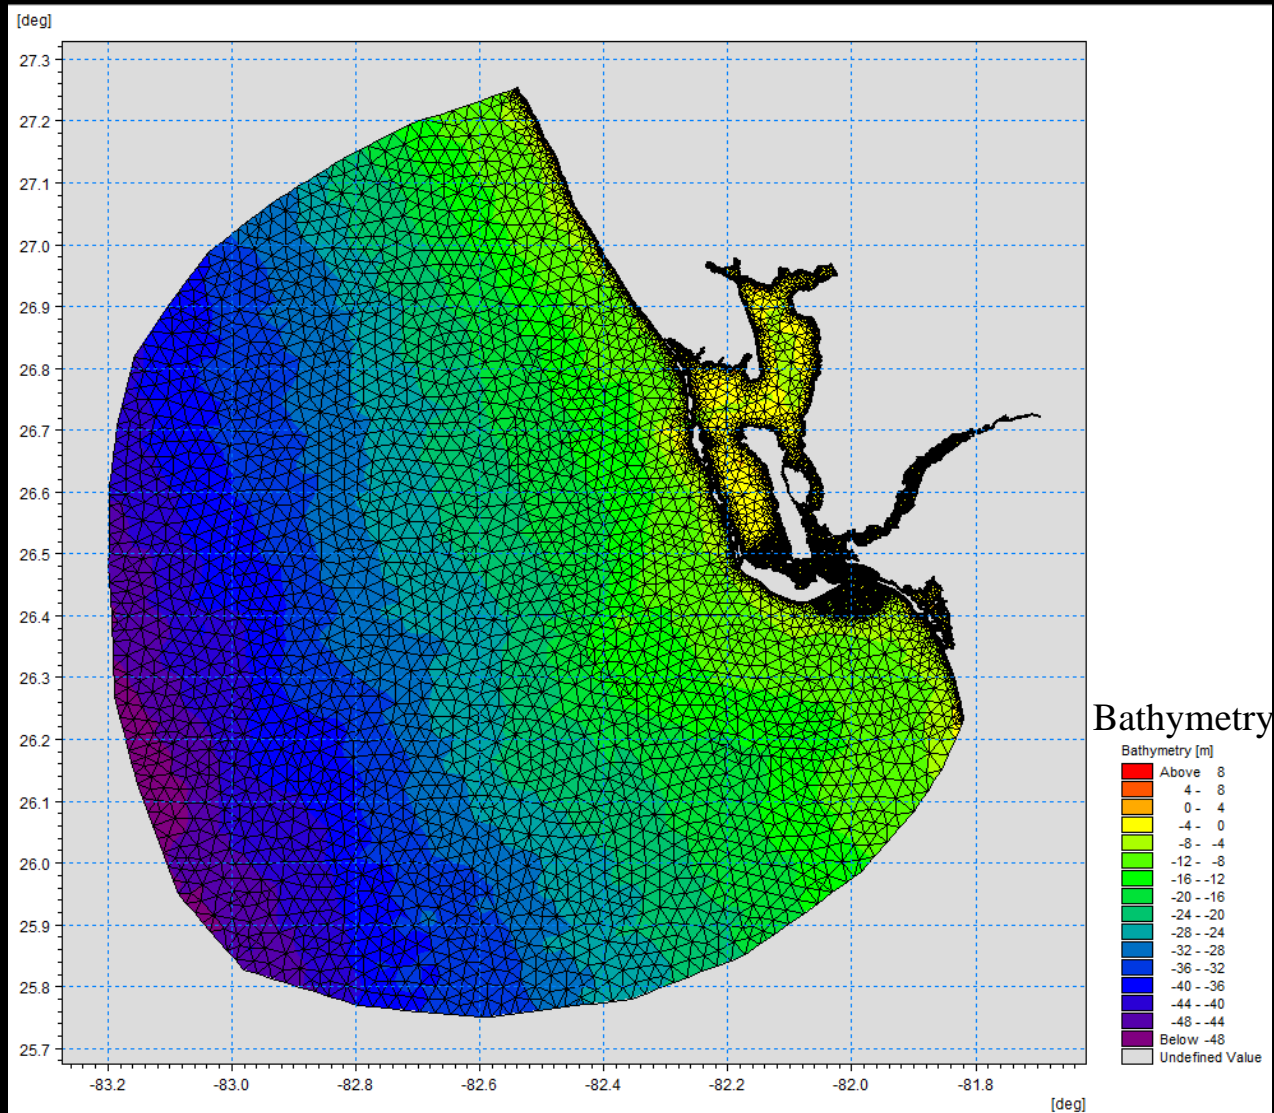 [deg]
27.3
27.2
27.1
27.0
26.9
26.8
26.7
26.6
26.5
26.4
26.3
26.2
26.1
26.0
25.9
25.8
25.7
-83.2 -83.0 -82.8 -82.6 -82.4 -82.2 -82.0 -81.8
[deg]
Bathymetry
Bathymetry [m]
Above 8
4 - 8
0 - 4
-4 - 0
-8 - -4
-12 - -8
-16 - -12
-20 - -16
-24 - -20
-28 - -24
-32 - -28
-36 - -32
-40 - -36
-44 - -40
-48 - -44
Below -48
Undefined Value